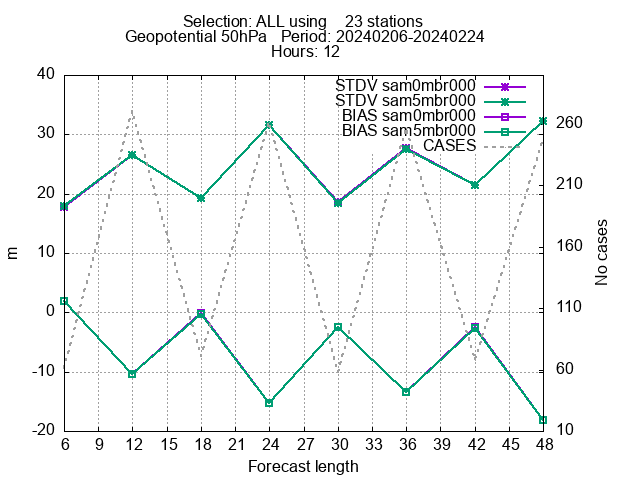 Selection: ALL using    23 stations
Geopotential 50hPa   Period: 20240206-20240224
Hours: 12
STDV sam0mbr000
STDV sam5mbr000
BIAS sam0mbr000
BIAS sam5mbr000
CASES
40
30
20
10
0
-10
-20
m
260
210
160
110
60
10
No cases
6 9 12 15 18 21 24 27 30 33 36 39 42 45 48
Forecast length